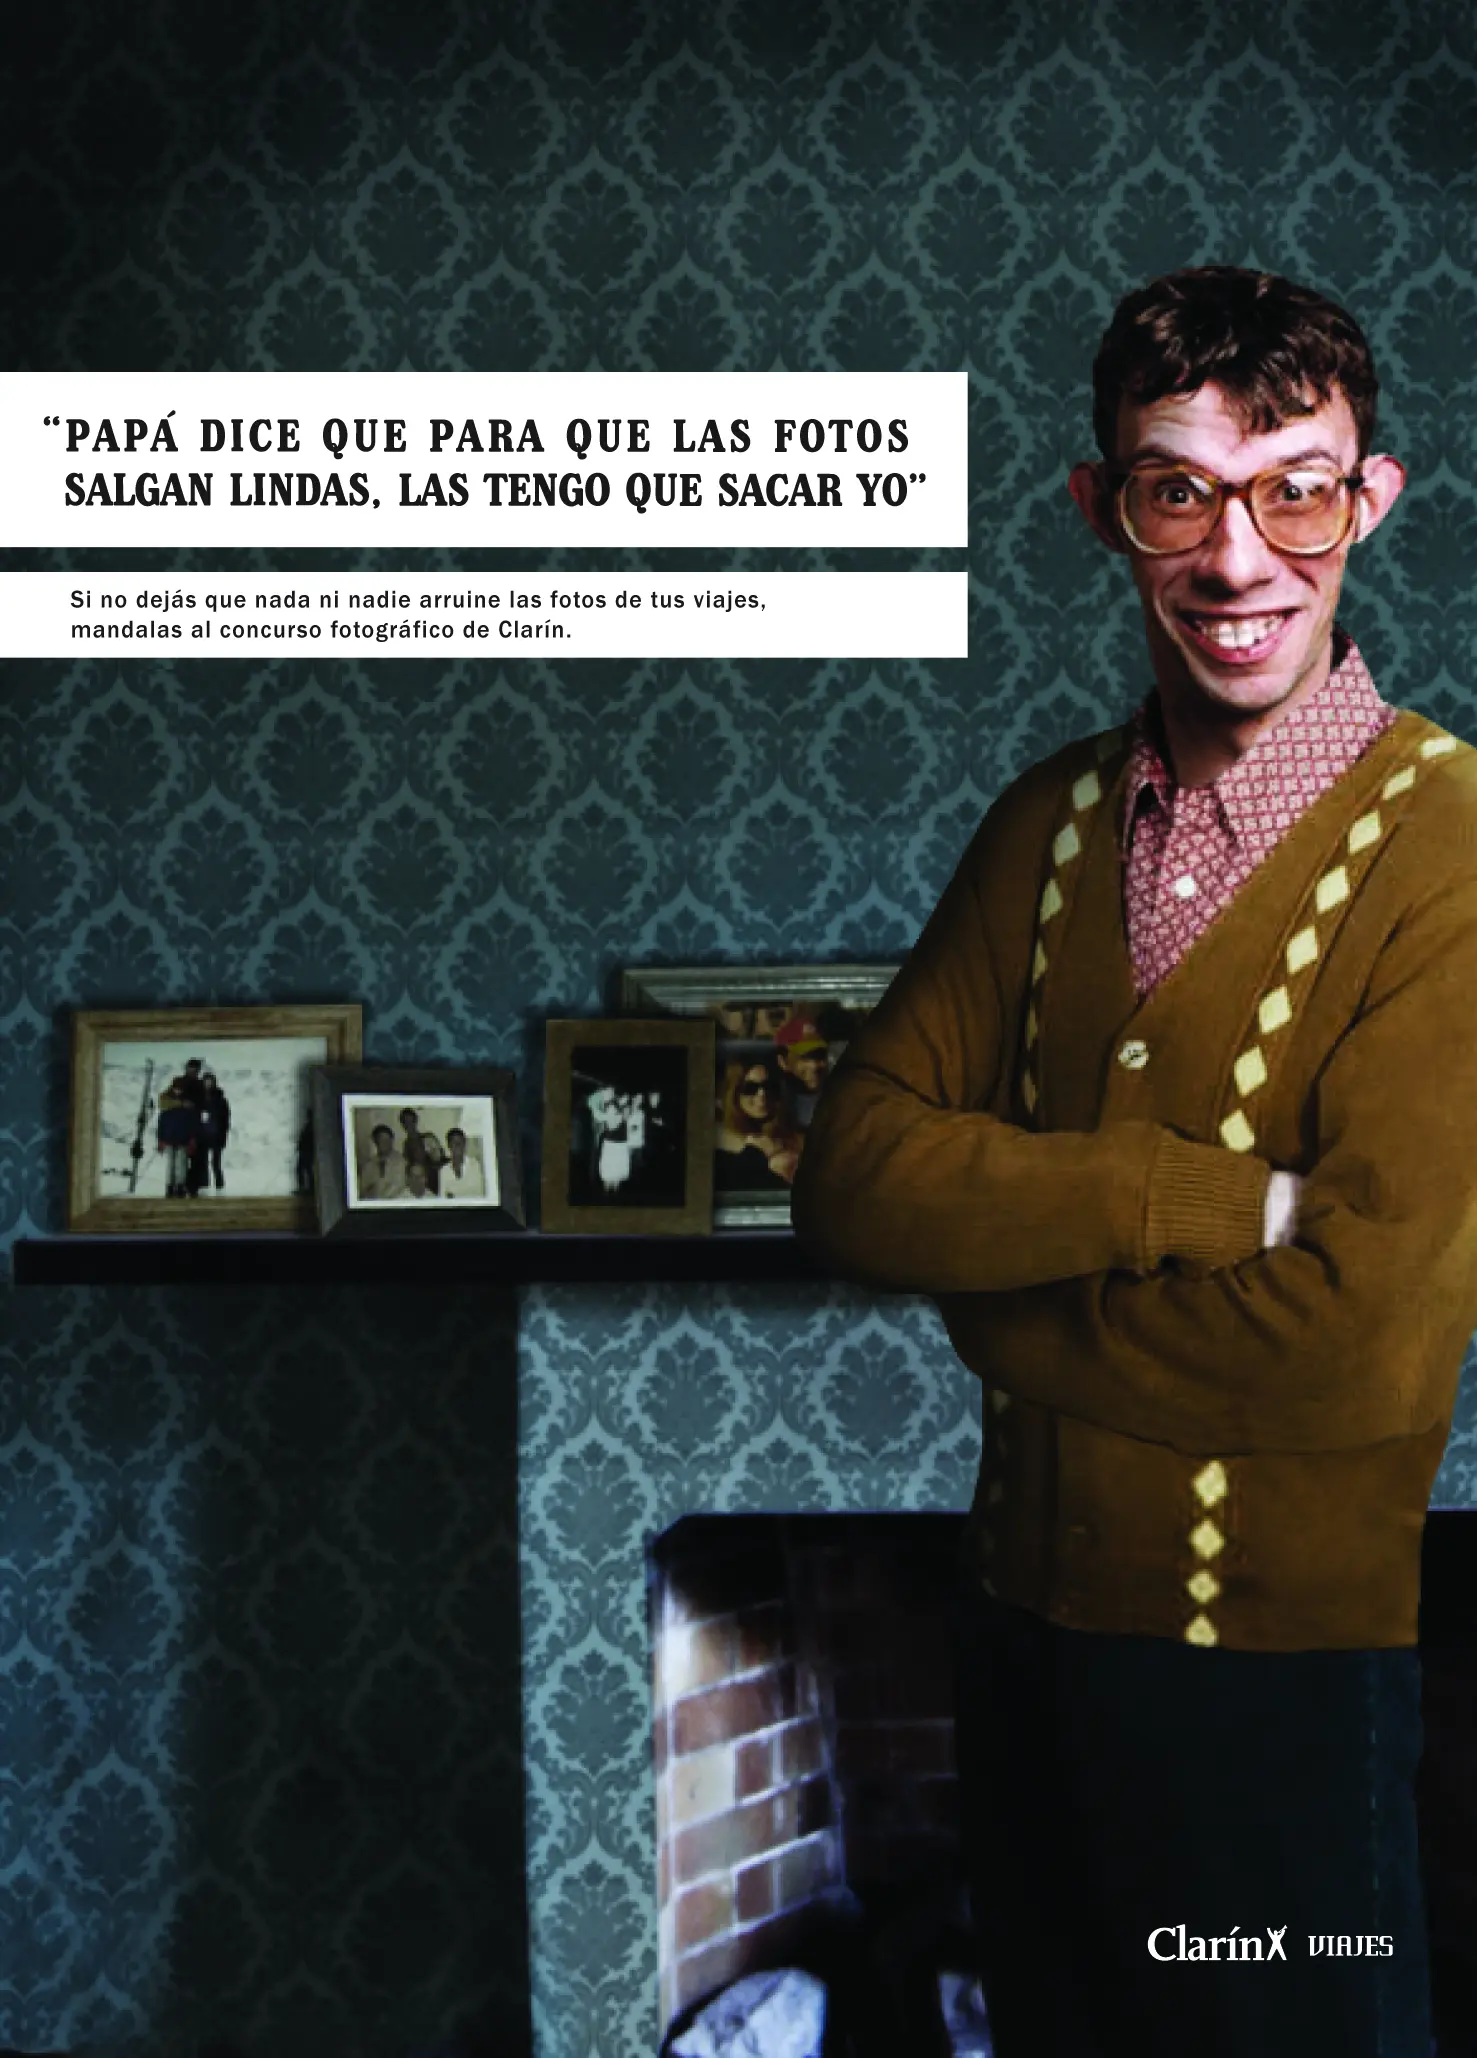 “PAPÁ DICE QUE PARA QUE LAS FOTOS
SALGAN LINDAS, LAS TENGO QUE SACAR YO”
Si no dejás que nada ni nadie arruine las fotos de tus viajes,
mandalas al concurso fotográfico de Clarín.
Clarín VIAJES